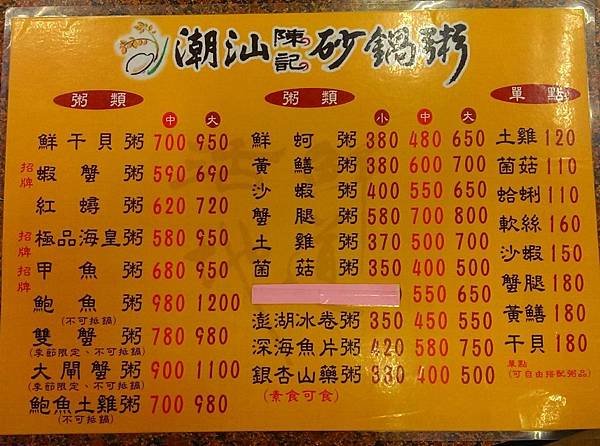 潮汕陳記砂鍋粥
粥類
中 大
鮮干貝粥 700 950
招牌 蝦蟹粥 590 690
紅蟳粥 620 720
招牌 極品海皇粥 580 950
招牌 甲魚粥 680 950
鮑魚粥 980 1200
(不可抵鍋)
雙蟹粥 780 980
(季節限定、不可抵鍋)
大閘蟹粥 900 1100
(季節限定、不可抵鍋)
鮑魚土雞粥 700 980
(不可抵鍋)
粥類
小 中 大
鮮蚵粥 380 480 650
黃鱔粥 380 600 700
沙蝦粥 400 550 650
蟹腿粥 580 700 800
土雞粥 370 500 700
菌菇粥 350 400 500
550 650
澎湖冰卷粥 350 450 550
深海魚片粥 420 580 750
銀杏山藥粥 330 400 500
(素食可食)
單點
土雞 120
菌菇 110
蛤蜊 110
軟絲 160
沙蝦 150
蟹腿 180
黃鱔 180
干貝 180
單點
(可自由搭配粥品)